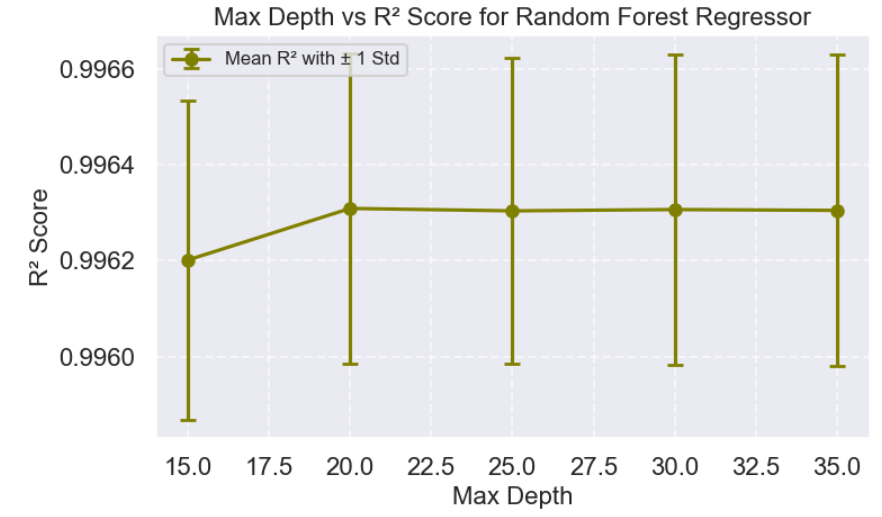 Max Depth vs R² Score for Random Forest Regressor
Mean R² with ± 1 Std
R² Score
0.9966
0.9964
0.9962
0.9960
15.0 17.5 20.0 22.5 25.0 27.5 30.0 32.5 35.0
Max Depth